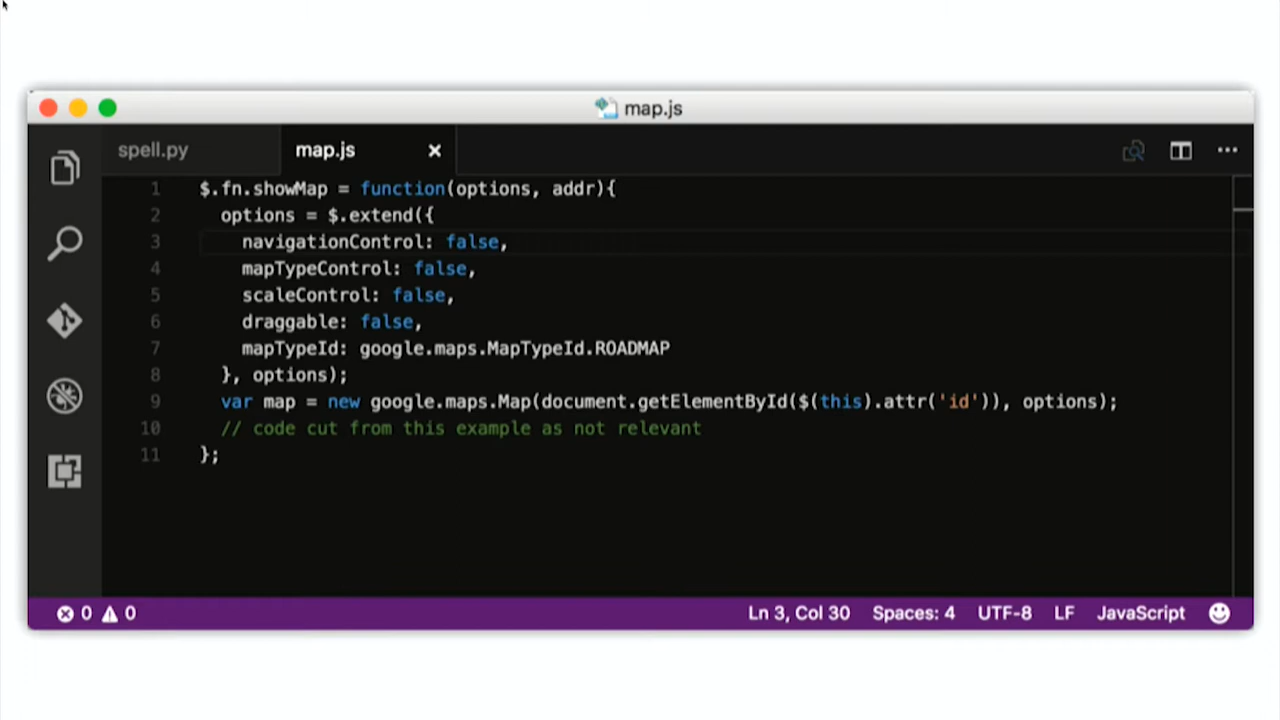 map.js
spell.py
map.js
1 $.fn.showMap = function(options, addr){
2 options = $.extend({
3 navigationControl: false,
4 mapTypeControl: false,
5 scaleControl: false,
6 draggable: false,
7 mapTypeId: google.maps.MapTypeId.ROADMAP
8 }, options);
9 var map = new google.maps.Map(document.getElementById($(this).attr('id')), options);
10 // code cut from this example as not relevant
11 };
0 0 Ln 3, Col 30 Spaces: 4 UTF-8 LF JavaScript